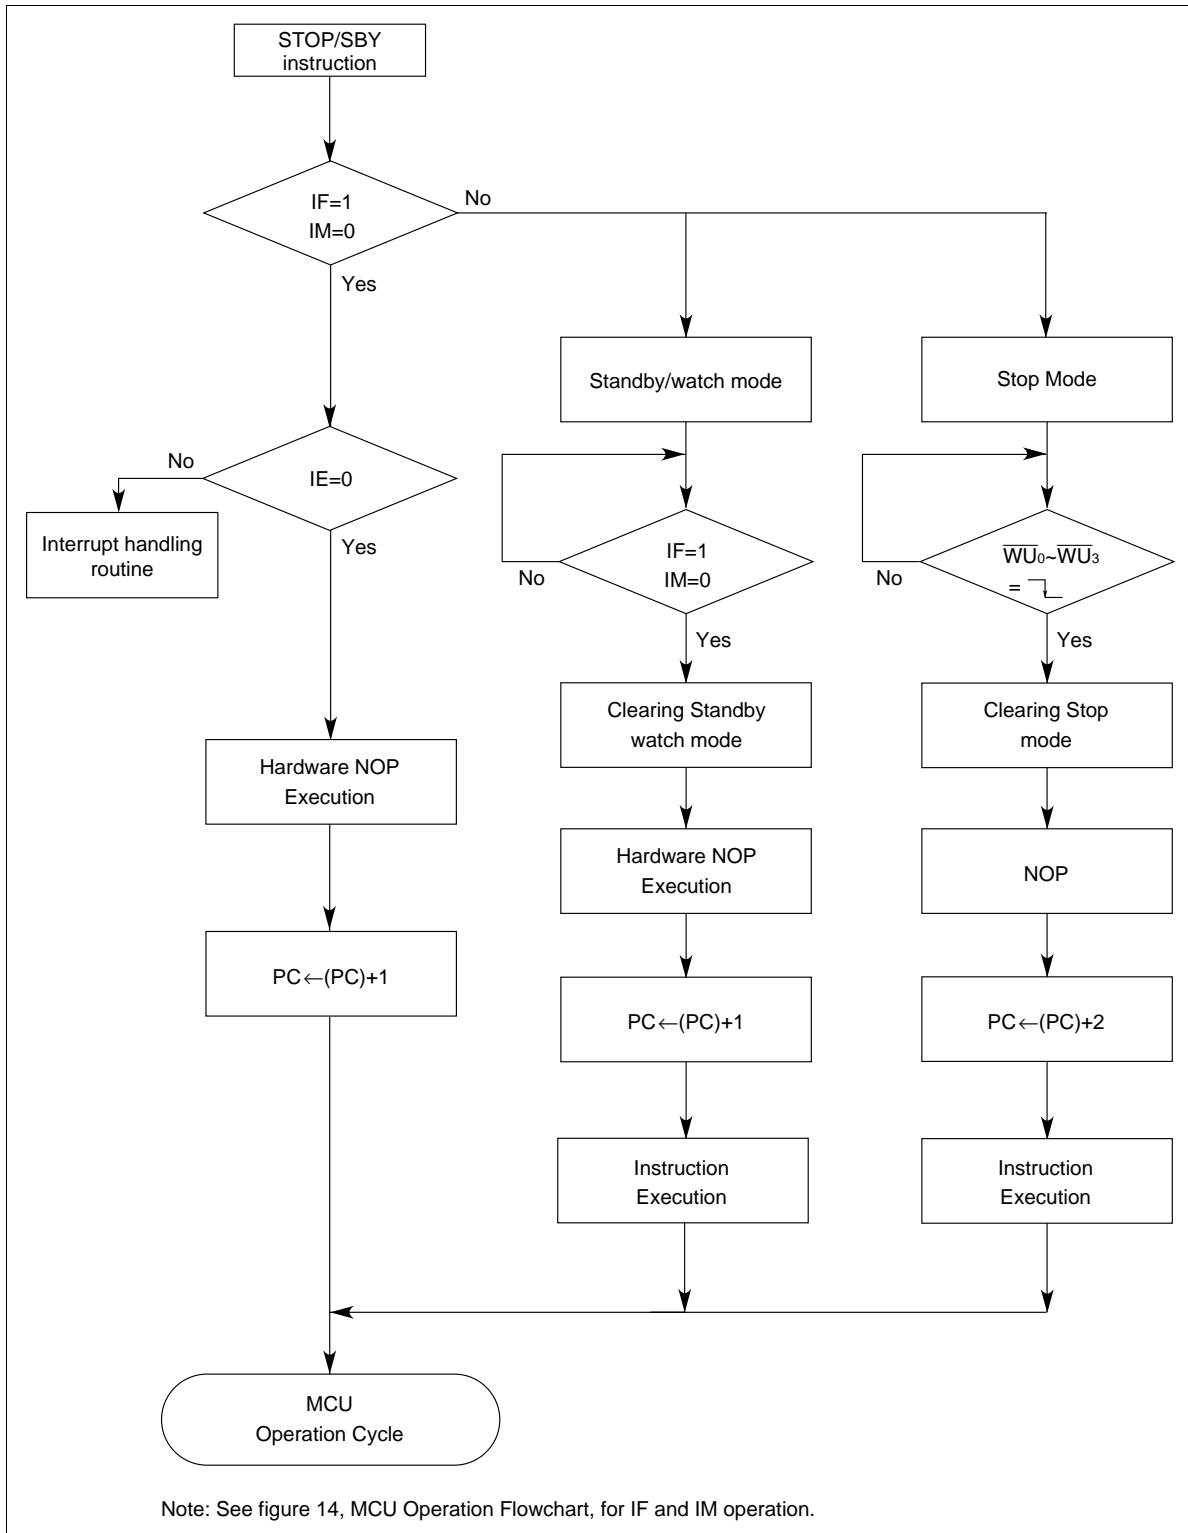 STOP/SBY
instruction
IF=1
IM=0
No
Yes
IE=0
No
Yes
Interrupt handling
routine
Hardware NOP
Execution
PC←(PC)+1
Standby/watch mode
IF=1
IM=0
No
Yes
Clearing Standby
watch mode
Hardware NOP
Execution
PC←(PC)+1
Instruction
Execution
Stop Mode
W̅U̅₀~W̅U̅₃
=
No
Yes
Clearing Stop
mode
NOP
PC←(PC)+2
Instruction
Execution
MCU
Operation Cycle
Note: See figure 14, MCU Operation Flowchart, for IF and IM operation.